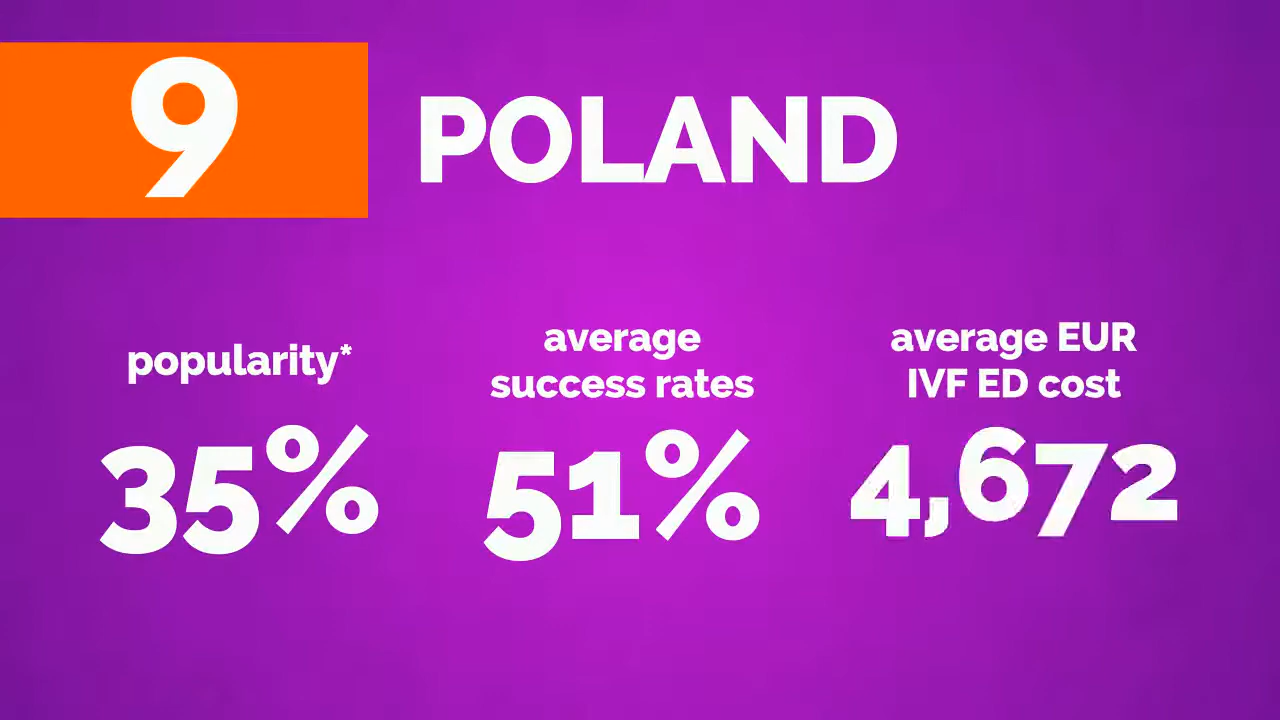 9
POLAND
popularity*
35%
average
success rates
51%
average EUR
IVF ED cost
4,672